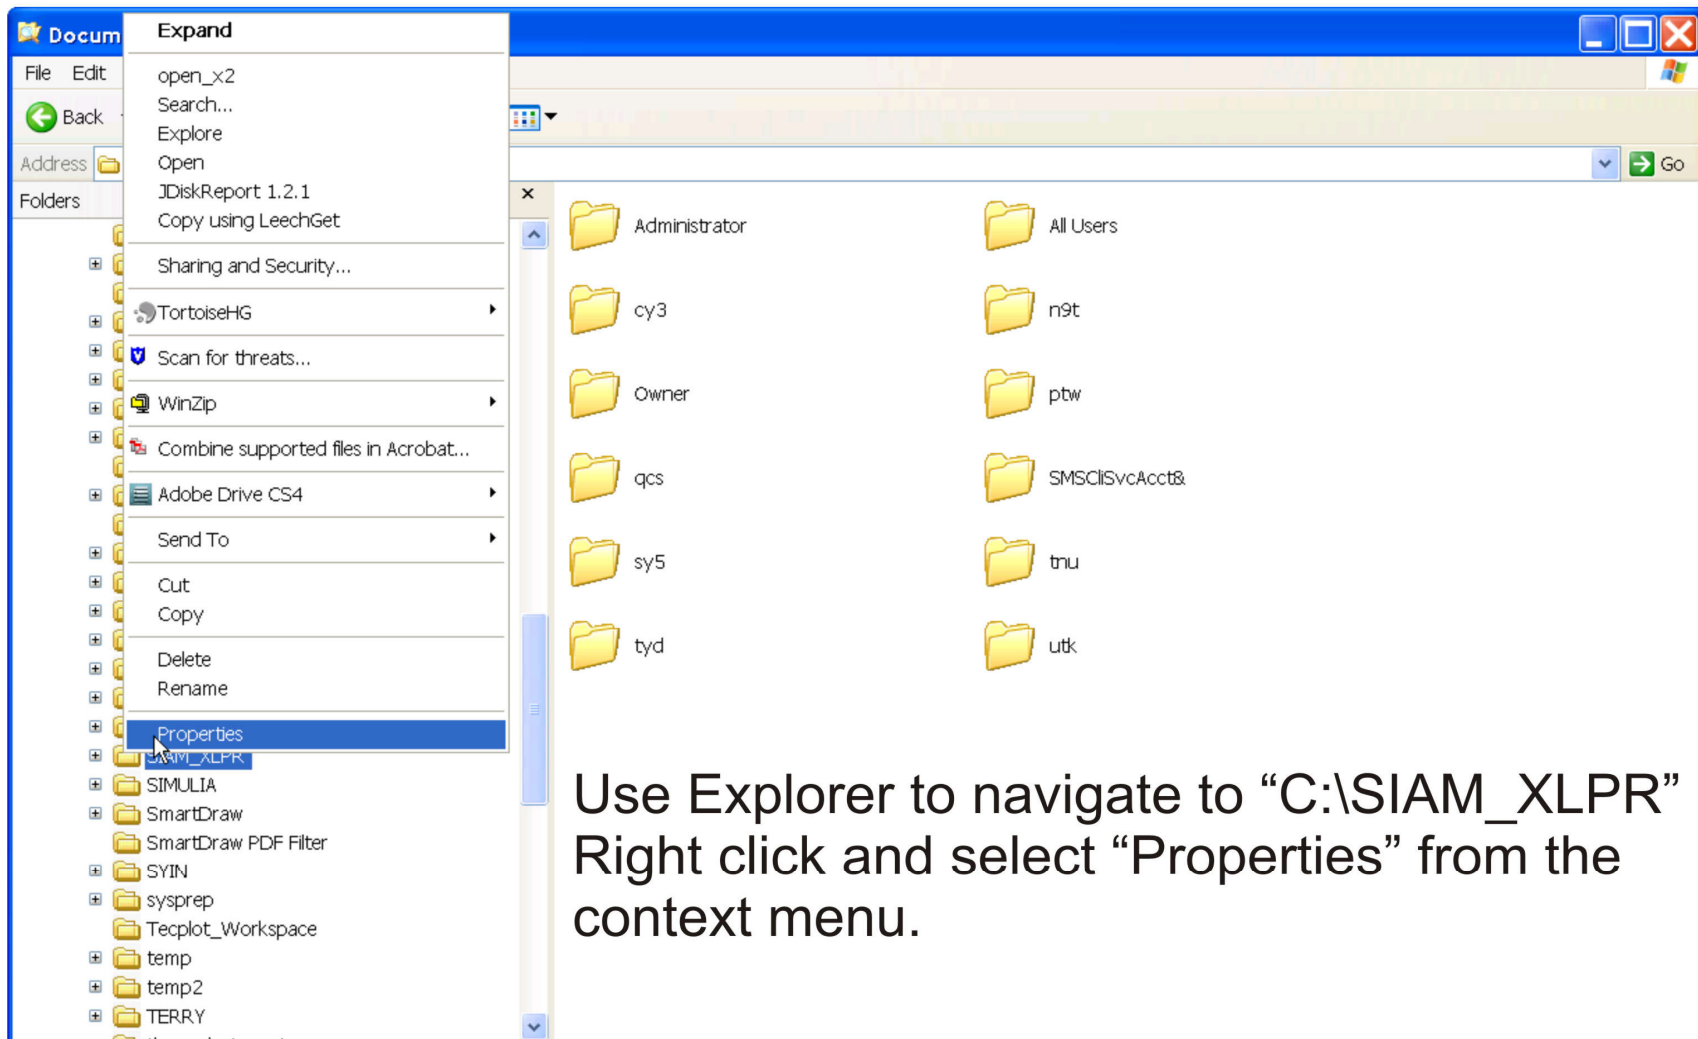 Docum
File Edit
Back
Address
Go
Folders
Expand
open_x2
Search...
Explore
Open
JDiskReport 1.2.1
Copy using LeechGet
Sharing and Security...
TortoiseHG
Scan for threats...
WinZip
Combine supported files in Acrobat...
Adobe Drive CS4
Send To
Cut
Copy
Delete
Rename
Properties
SIAM_XLPR
SIMULIA
SmartDraw
SmartDraw PDF Filter
SYIN
sysprep
Tecplot_Workspace
temp
temp2
TERRY
Administrator
All Users
cy3
n9t
Owner
ptw
qcs
SMSCliSvcAcct&
sy5
tnu
tyd
utk
Use Explorer to navigate to “C:\SIAM_XLPR”
Right click and select “Properties” from the
context menu.